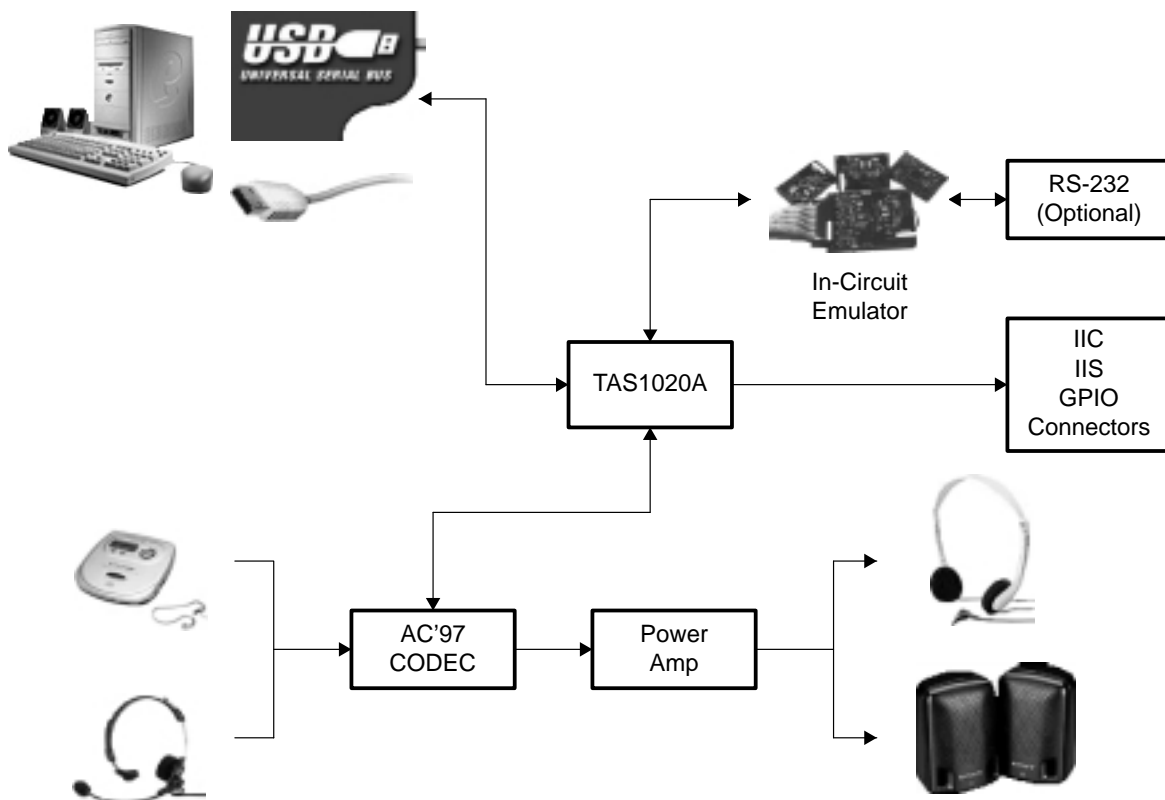 USB
UNIVERSAL SERIAL BUS
RS-232
(Optional)
In-Circuit
Emulator
TAS1020A
IIC
IIS
GPIO
Connectors
AC'97
CODEC
Power
Amp